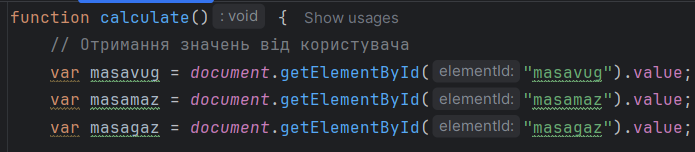 function calculate() : void { Show usages
// Отримання значень від користувача
var masavug = document.getElementById( elementId: "masavug").value;
var masamaz = document.getElementById( elementId: "masamaz").value;
var masagaz = document.getElementById( elementId: "masagaz").value;